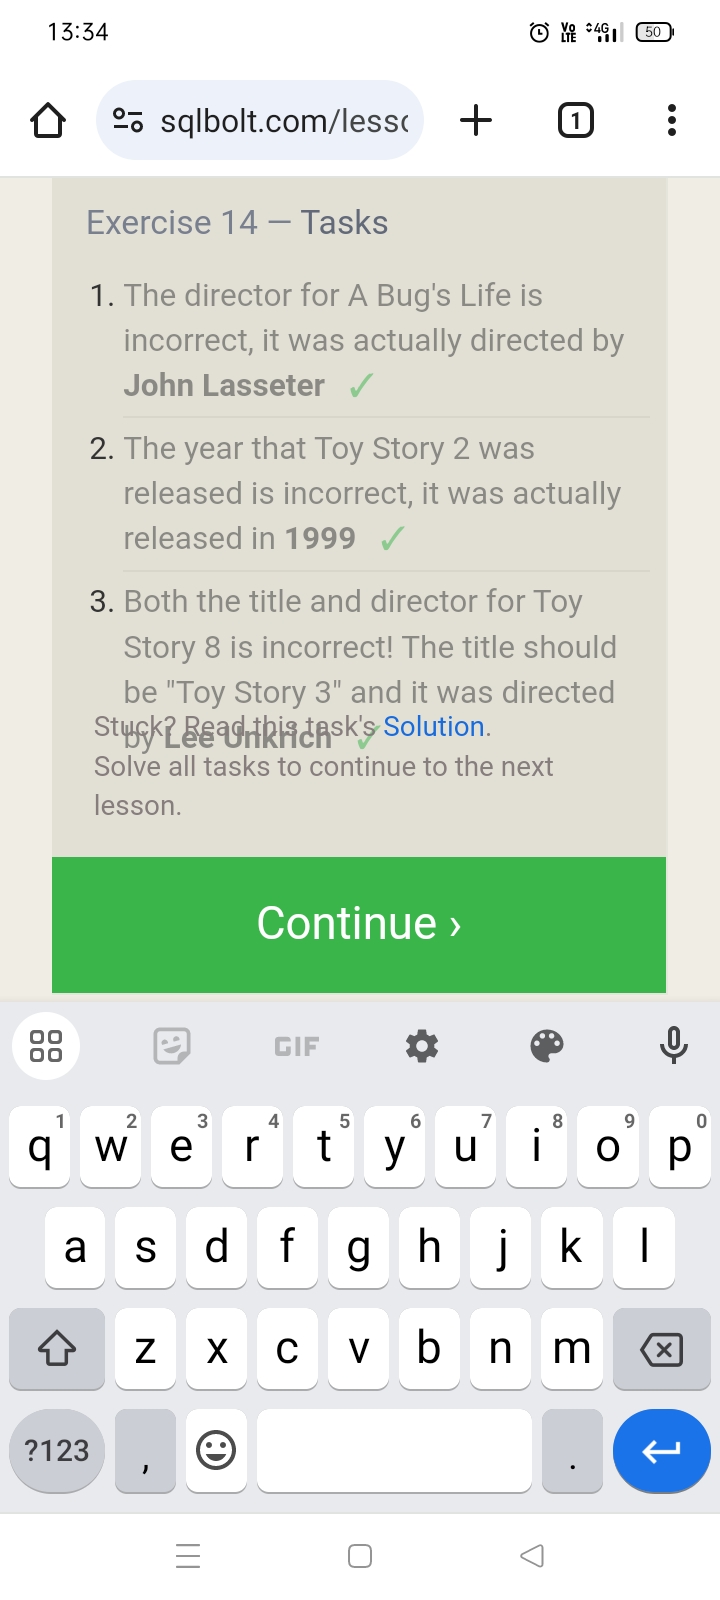 13:34
Vo LTE 4G 50
sqlbolt.com/lesso
1
Exercise 14 — Tasks
1. The director for A Bug's Life is
incorrect, it was actually directed by
John Lasseter ✓
2. The year that Toy Story 2 was
released is incorrect, it was actually
released in 1999 ✓
3. Both the title and director for Toy
Story 8 is incorrect! The title should
be "Toy Story 3" and it was directed
by Lee Unkrich ✓
Stuck? Read this task's Solution.
Solve all tasks to continue to the next
lesson.
Continue ›
GIF
1 2 3 4 5 6 7 8 9 0
q w e r t y u i o p
a s d f g h j k l
z x c v b n m
?123 , .